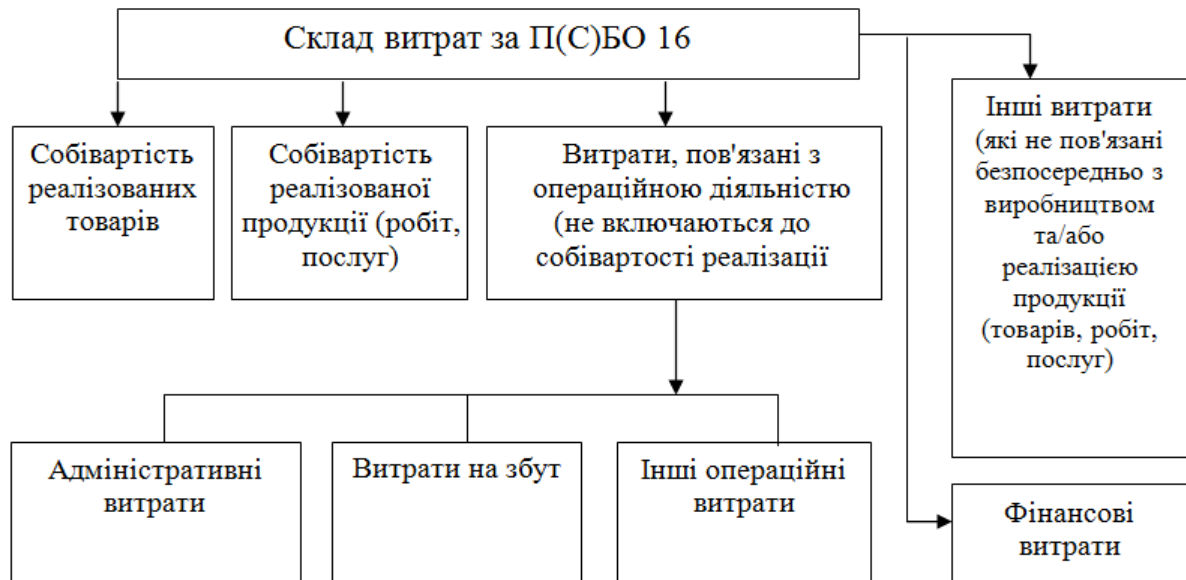 Склад витрат за П(С)БО 16
Собівартість
реалізованих
товарів
Собівартість
реалізованої
продукції (робіт,
послуг)
Витрати, пов'язані з
операційною діяльністю
(не включаються до
собівартості реалізації
Інші витрати
(які не пов'язані
безпосередньо з
виробництвом
та/або
реалізацією
продукції
(товарів, робіт,
послуг)
Адміністративні
витрати
Витрати на збут
Інші операційні
витрати
Фінансові
витрати